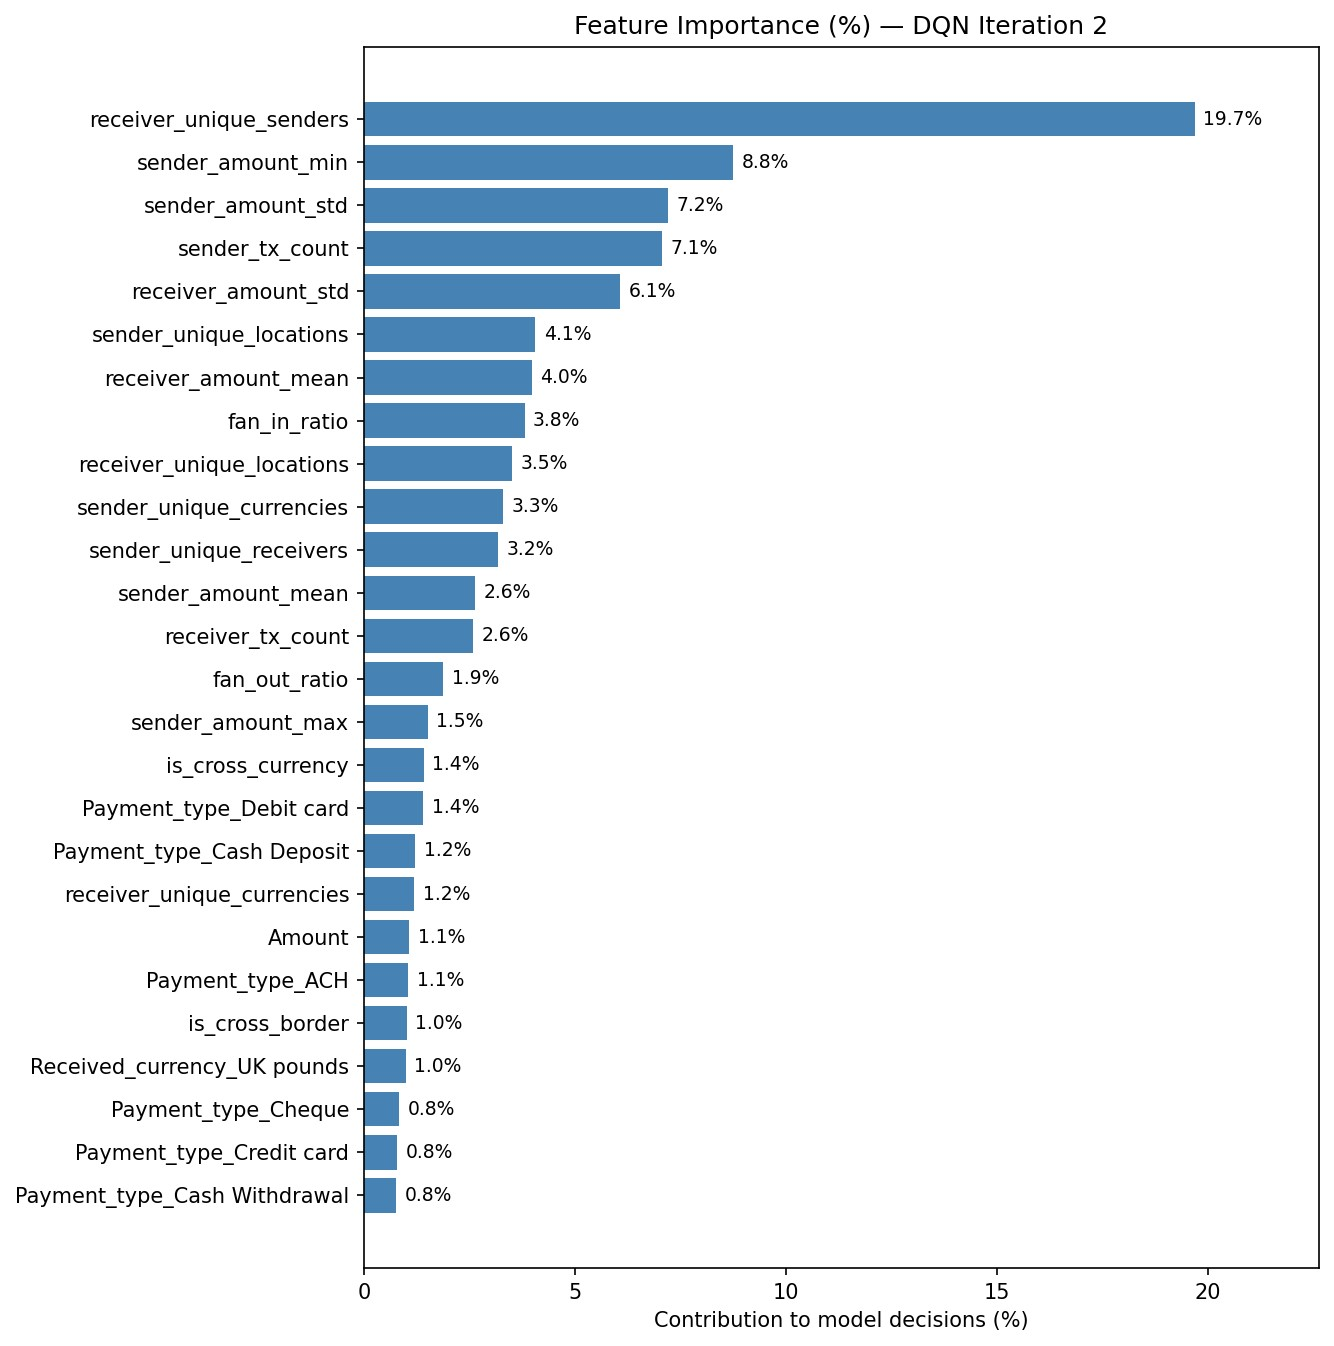 Feature Importance (%) — DQN Iteration 2
receiver_unique_senders 19.7%
sender_amount_min 8.8%
sender_amount_std 7.2%
sender_tx_count 7.1%
receiver_amount_std 6.1%
sender_unique_locations 4.1%
receiver_amount_mean 4.0%
fan_in_ratio 3.8%
receiver_unique_locations 3.5%
sender_unique_currencies 3.3%
sender_unique_receivers 3.2%
sender_amount_mean 2.6%
receiver_tx_count 2.6%
fan_out_ratio 1.9%
sender_amount_max 1.5%
is_cross_currency 1.4%
Payment_type_Debit card 1.4%
Payment_type_Cash Deposit 1.2%
receiver_unique_currencies 1.2%
Amount 1.1%
Payment_type_ACH 1.1%
is_cross_border 1.0%
Received_currency_UK pounds 1.0%
Payment_type_Cheque 0.8%
Payment_type_Credit card 0.8%
Payment_type_Cash Withdrawal 0.8%
0 5 10 15 20
Contribution to model decisions (%)